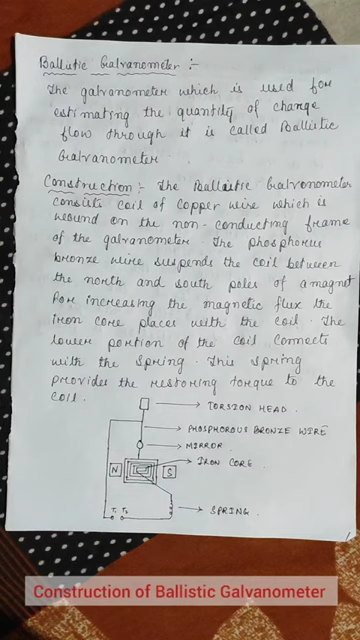 Ballistic Galvanometer :-
The galvanometer which is used for
estimating the quantity of charge
flow through it is called Ballistic
Galvanometer.
Construction :- The Ballistic Galvanometer
consists coil of copper wire which is
wound on the non-conducting frame
of the galvanometer. The phosphorus
bronze wire suspends the coil between
the north and south poles of a magnet
For increasing the magnetic flux the
iron core places with the coil. The
lower portion of the coil connects
with the spring. This spring
provides the restoring torque to the
coil.
TORSION HEAD.
PHOSPHOROUS BRONZE WIRE
MIRROR
IRON CORE.
N S
SPRING.
T₁ T₂
Construction of Ballistic Galvanometer